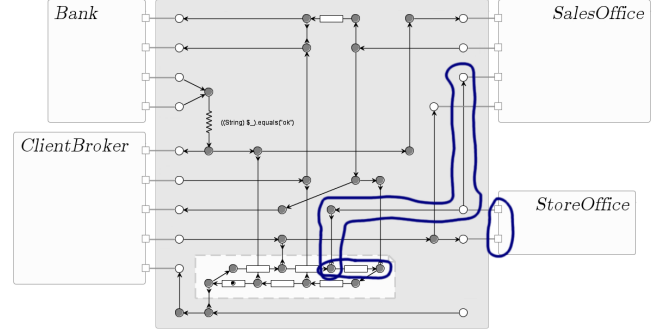 Bank
SalesOffice
((String) $_).equals("ok")
ClientBroker
StoreOffice